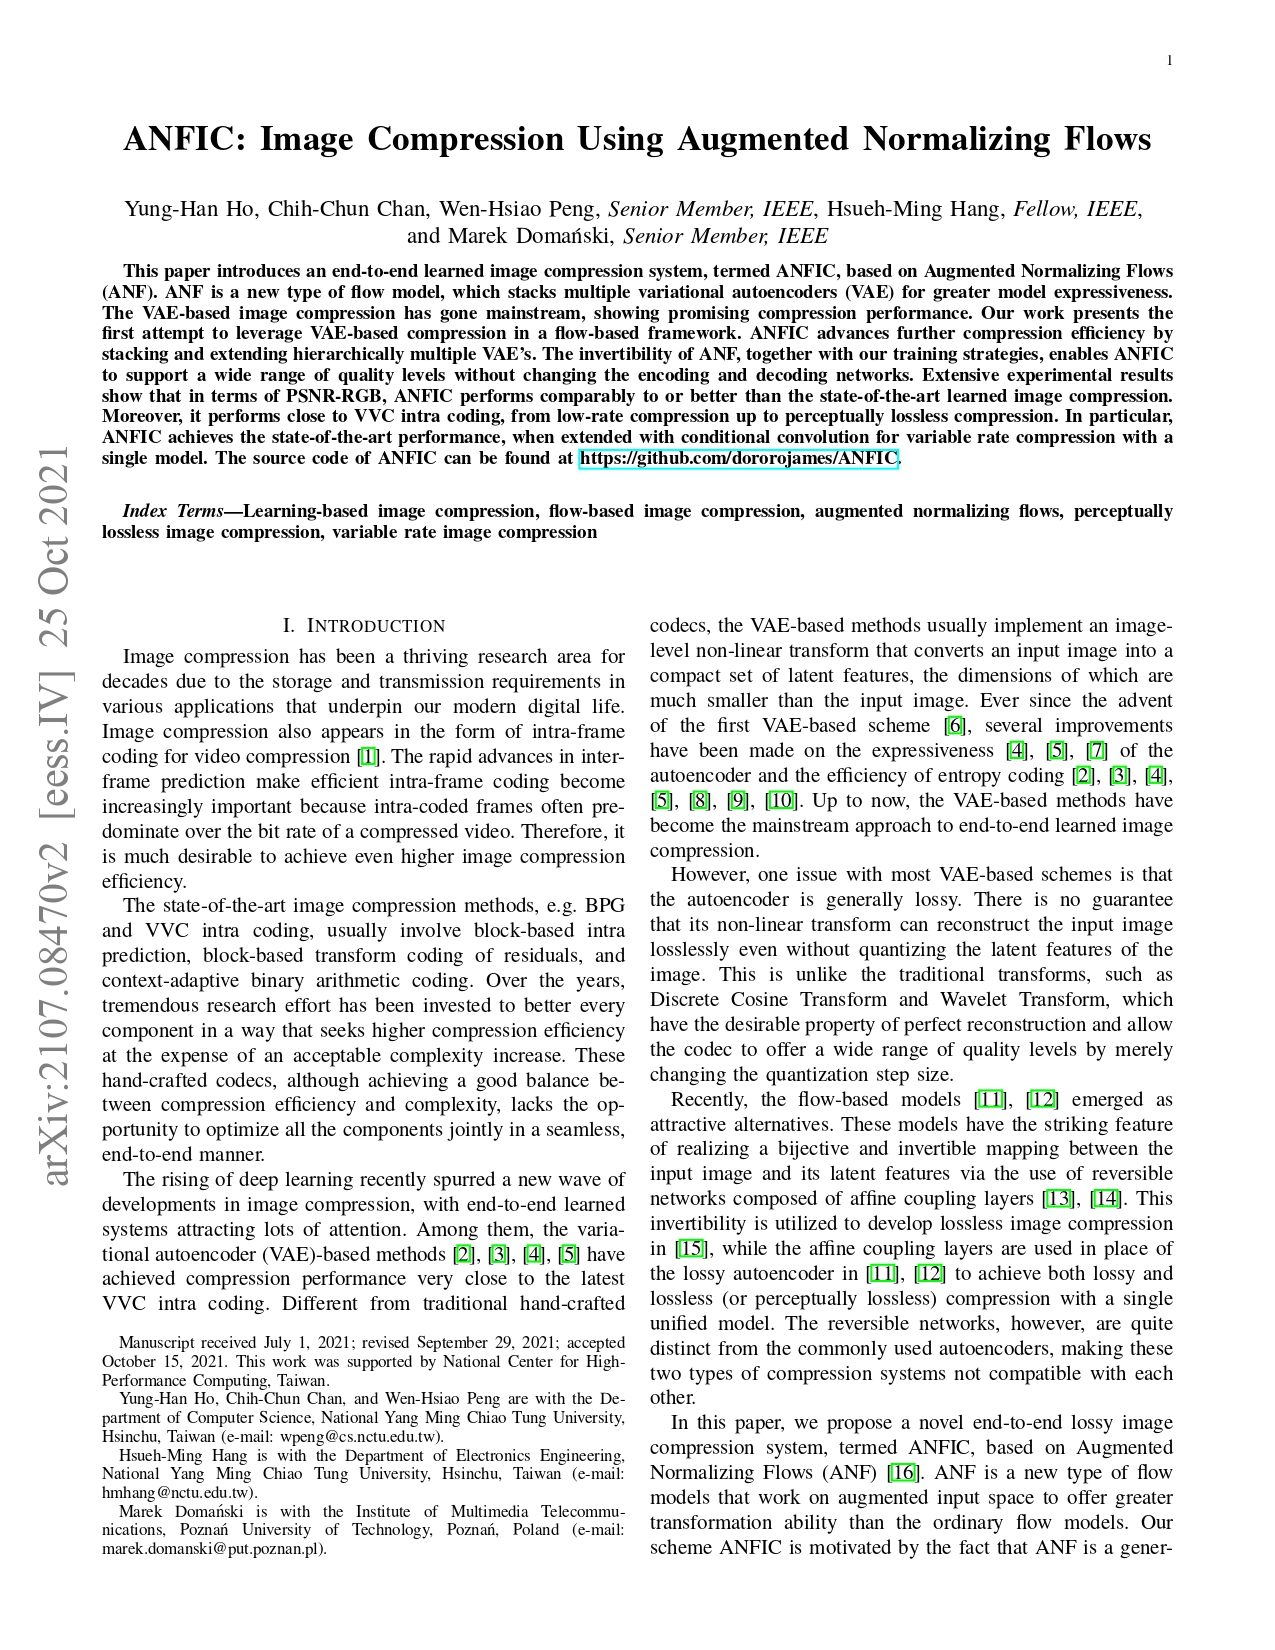 1
ANFIC: Image Compression Using Augmented Normalizing Flows
Yung-Han Ho, Chih-Chun Chan, Wen-Hsiao Peng, Senior Member, IEEE, Hsueh-Ming Hang, Fellow, IEEE,
and Marek Domański, Senior Member, IEEE
This paper introduces an end-to-end learned image compression system, termed ANFIC, based on Augmented Normalizing Flows
(ANF). ANF is a new type of flow model, which stacks multiple variational autoencoders (VAE) for greater model expressiveness.
The VAE-based image compression has gone mainstream, showing promising compression performance. Our work presents the
first attempt to leverage VAE-based compression in a flow-based framework. ANFIC advances further compression efficiency by
stacking and extending hierarchically multiple VAE's. The invertibility of ANF, together with our training strategies, enables ANFIC
to support a wide range of quality levels without changing the encoding and decoding networks. Extensive experimental results
show that in terms of PSNR-RGB, ANFIC performs comparably to or better than the state-of-the-art learned image compression.
Moreover, it performs close to VVC intra coding, from low-rate compression up to perceptually lossless compression. In particular,
ANFIC achieves the state-of-the-art performance, when extended with conditional convolution for variable rate compression with a
single model. The source code of ANFIC can be found at https://github.com/dororojames/ANFIC.
Index Terms—Learning-based image compression, flow-based image compression, augmented normalizing flows, perceptually
lossless image compression, variable rate image compression
arXiv:2107.08470v2 [eess.IV] 25 Oct 2021
I. INTRODUCTION
Image compression has been a thriving research area for
decades due to the storage and transmission requirements in
various applications that underpin our modern digital life.
Image compression also appears in the form of intra-frame
coding for video compression [1]. The rapid advances in inter-
frame prediction make efficient intra-frame coding become
increasingly important because intra-coded frames often pre-
dominate over the bit rate of a compressed video. Therefore, it
is much desirable to achieve even higher image compression
efficiency.
The state-of-the-art image compression methods, e.g. BPG
and VVC intra coding, usually involve block-based intra
prediction, block-based transform coding of residuals, and
context-adaptive binary arithmetic coding. Over the years,
tremendous research effort has been invested to better every
component in a way that seeks higher compression efficiency
at the expense of an acceptable complexity increase. These
hand-crafted codecs, although achieving a good balance be-
tween compression efficiency and complexity, lacks the op-
portunity to optimize all the components jointly in a seamless,
end-to-end manner.
The rising of deep learning recently spurred a new wave of
developments in image compression, with end-to-end learned
systems attracting lots of attention. Among them, the varia-
tional autoencoder (VAE)-based methods [2], [3], [4], [5] have
achieved compression performance very close to the latest
VVC intra coding. Different from traditional hand-crafted
Manuscript received July 1, 2021; revised September 29, 2021; accepted
October 15, 2021. This work was supported by National Center for High-
Performance Computing, Taiwan.
Yung-Han Ho, Chih-Chun Chan, and Wen-Hsiao Peng are with the De-
partment of Computer Science, National Yang Ming Chiao Tung University,
Hsinchu, Taiwan (e-mail: wpeng@cs.nctu.edu.tw).
Hsueh-Ming Hang is with the Department of Electronics Engineering,
National Yang Ming Chiao Tung University, Hsinchu, Taiwan (e-mail:
hmhang@nctu.edu.tw).
Marek Domański is with the Institute of Multimedia Telecommu-
nications, Poznań University of Technology, Poznań, Poland (e-mail:
marek.domanski@put.poznan.pl).
codecs, the VAE-based methods usually implement an image-
level non-linear transform that converts an input image into a
compact set of latent features, the dimensions of which are
much smaller than the input image. Ever since the advent
of the first VAE-based scheme [6], several improvements
have been made on the expressiveness [4], [5], [7] of the
autoencoder and the efficiency of entropy coding [2], [3], [4],
[5], [8], [9], [10]. Up to now, the VAE-based methods have
become the mainstream approach to end-to-end learned image
compression.
However, one issue with most VAE-based schemes is that
the autoencoder is generally lossy. There is no guarantee
that its non-linear transform can reconstruct the input image
losslessly even without quantizing the latent features of the
image. This is unlike the traditional transforms, such as
Discrete Cosine Transform and Wavelet Transform, which
have the desirable property of perfect reconstruction and allow
the codec to offer a wide range of quality levels by merely
changing the quantization step size.
Recently, the flow-based models [11], [12] emerged as
attractive alternatives. These models have the striking feature
of realizing a bijective and invertible mapping between the
input image and its latent features via the use of reversible
networks composed of affine coupling layers [13], [14]. This
invertibility is utilized to develop lossless image compression
in [15], while the affine coupling layers are used in place of
the lossy autoencoder in [11], [12] to achieve both lossy and
lossless (or perceptually lossless) compression with a single
unified model. The reversible networks, however, are quite
distinct from the commonly used autoencoders, making these
two types of compression systems not compatible with each
other.
In this paper, we propose a novel end-to-end lossy image
compression system, termed ANFIC, based on Augmented
Normalizing Flows (ANF) [16]. ANF is a new type of flow
models that work on augmented input space to offer greater
transformation ability than the ordinary flow models. Our
scheme ANFIC is motivated by the fact that ANF is a gener-